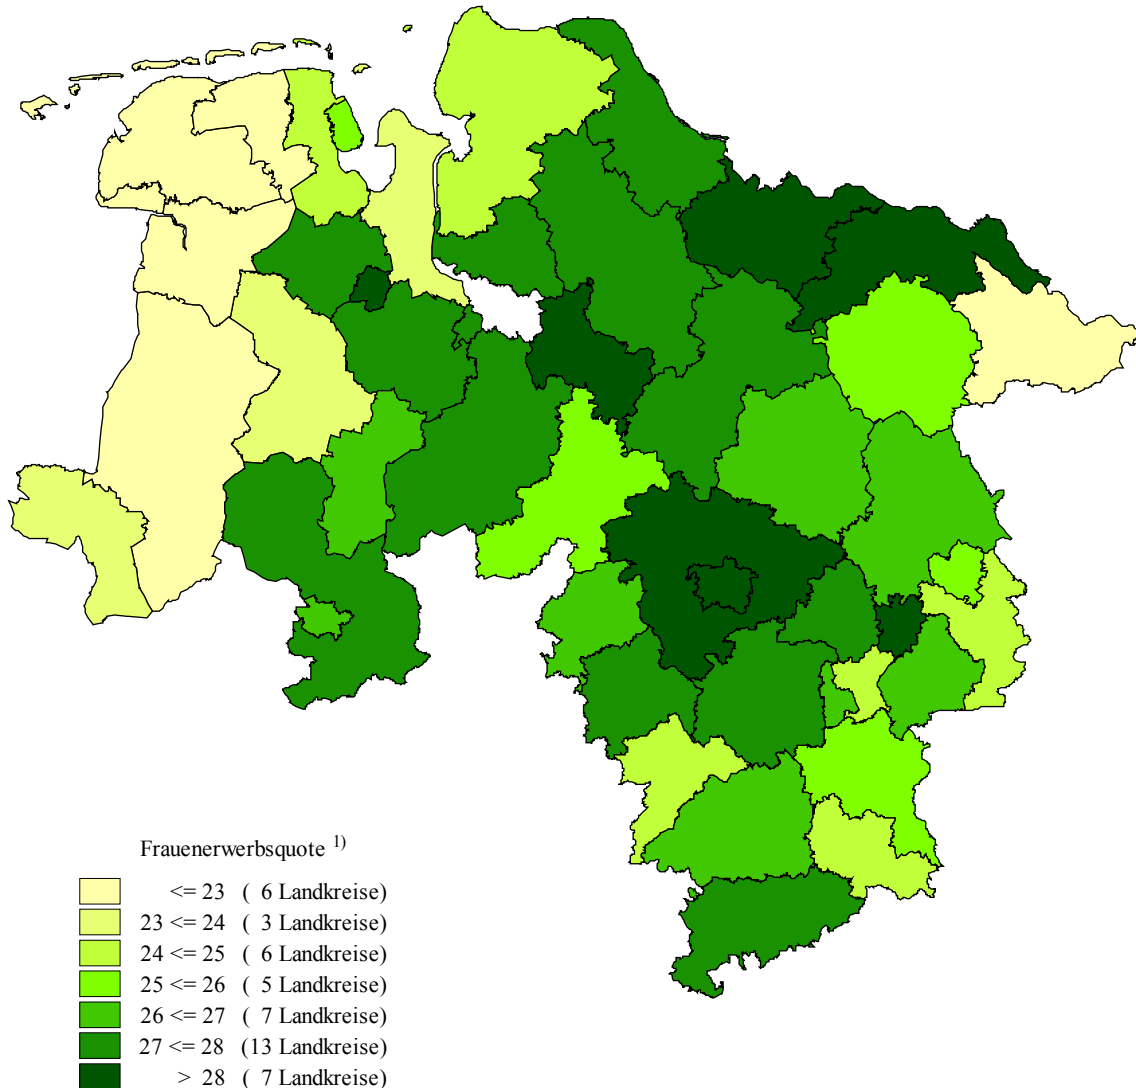 Frauenerwerbsquote 1)
<= 23 ( 6 Landkreise)
23 <= 24 ( 3 Landkreise)
24 <= 25 ( 6 Landkreise)
25 <= 26 ( 5 Landkreise)
26 <= 27 ( 7 Landkreise)
27 <= 28 (13 Landkreise)
> 28 ( 7 Landkreise)